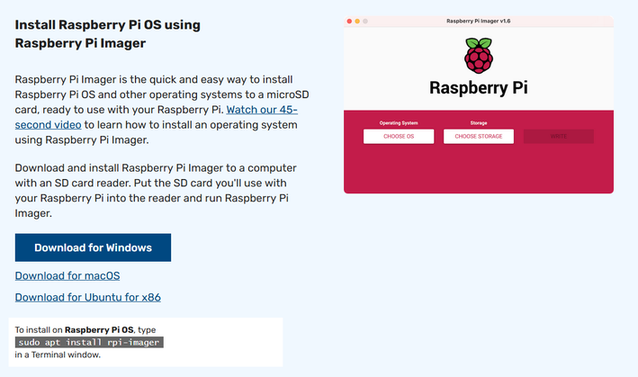 Install Raspberry Pi OS using
Raspberry Pi Imager
Raspberry Pi Imager is the quick and easy way to install
Raspberry Pi OS and other operating systems to a microSD
card, ready to use with your Raspberry Pi. Watch our 45-
second video to learn how to install an operating system
using Raspberry Pi Imager.
Download and install Raspberry Pi Imager to a computer
with an SD card reader. Put the SD card you'll use with
your Raspberry Pi into the reader and run Raspberry Pi
Imager.
Download for Windows
Download for macOS
Download for Ubuntu for x86
To install on Raspberry Pi OS, type
sudo apt install rpi-imager
in a Terminal window.
Raspberry Pi Imager v1.6
Raspberry Pi
Operating System
Storage
CHOOSE OS
CHOOSE STORAGE
WRITE